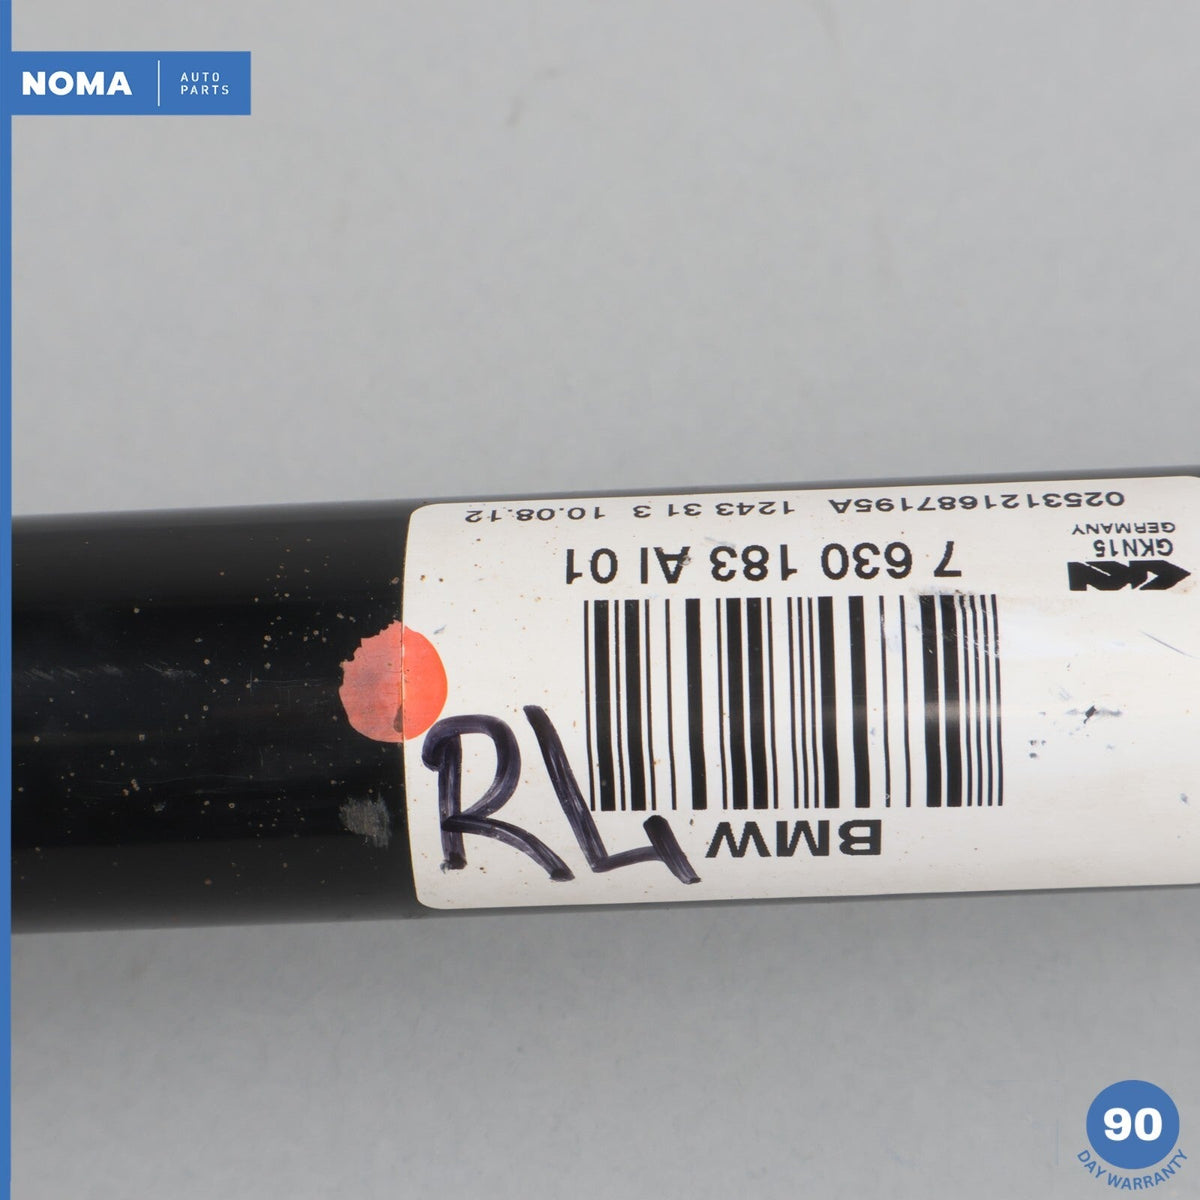 NOMA
AUTO
PARTS
0253121687195A 1243 31 3 10.08.12
GKN15
GERMANY
GKN
7 630 183 AI 01
BMW
RL
90
DAY WARRANTY